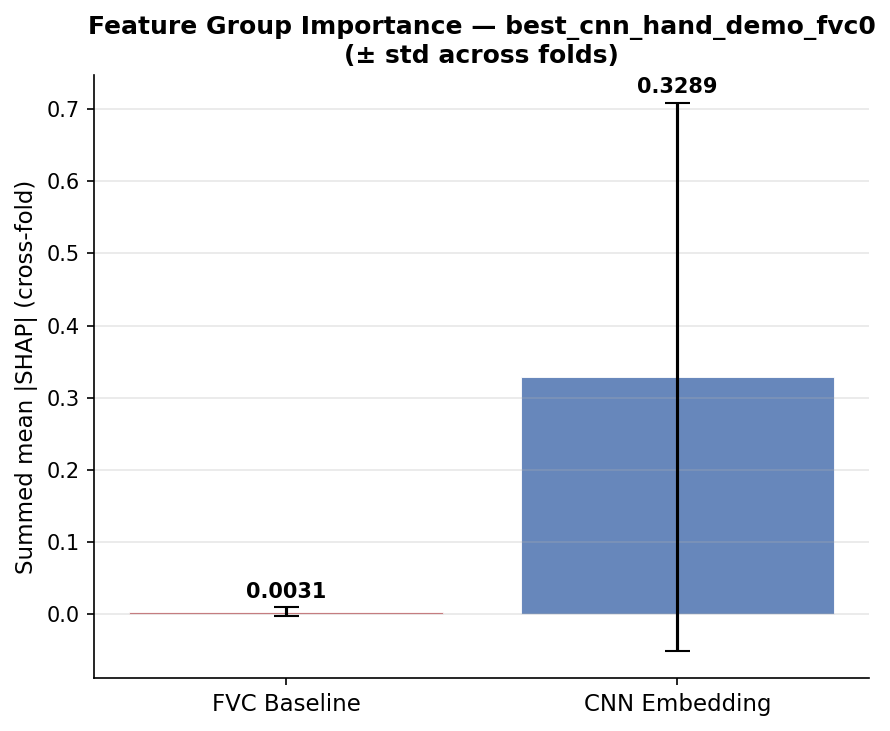 Feature Group Importance — best_cnn_hand_demo_fvc0
(± std across folds)
0.3289
0.7
0.6
0.5
0.4
0.3
0.2
0.1
0.0
Summed mean |SHAP| (cross-fold)
0.0031
FVC Baseline
CNN Embedding